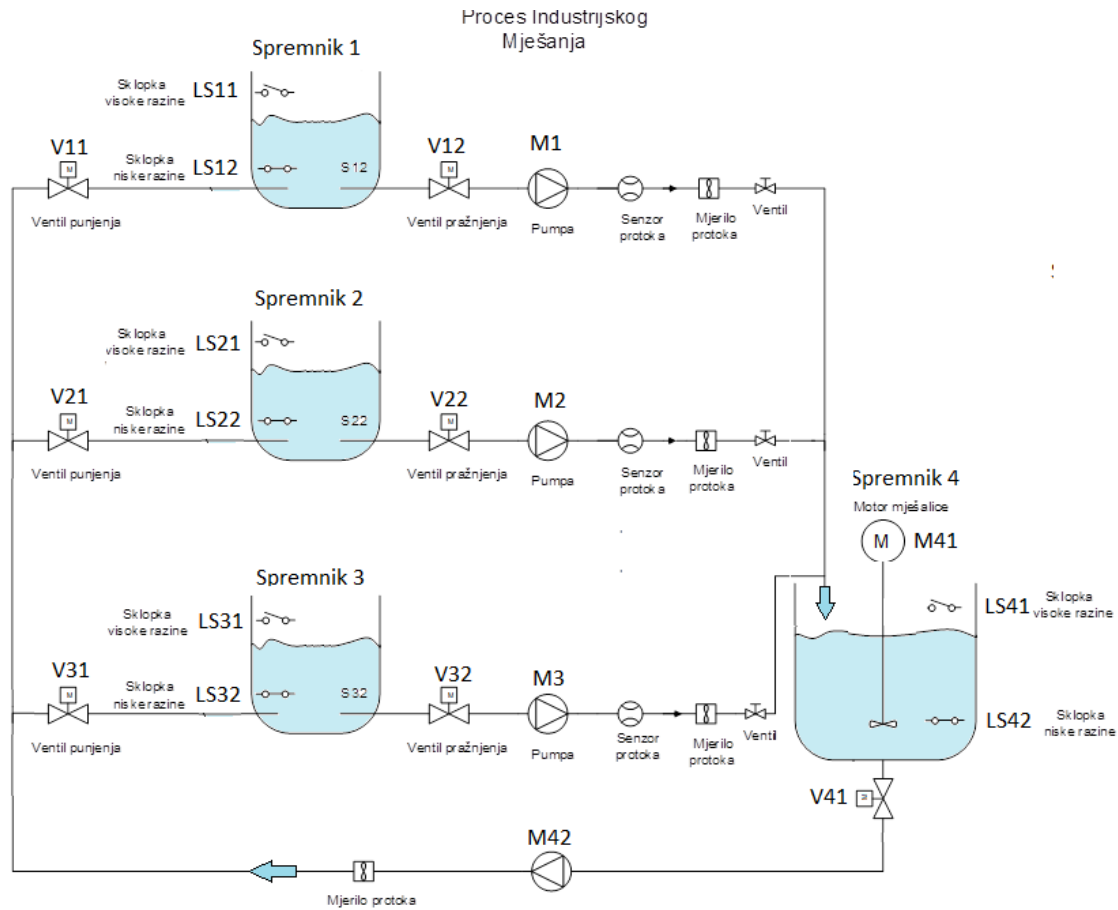 Proces Industrijskog
Mješanja
Spremnik 1
Sklopka
visoke razine
LS11
V11
M
Sklopka
niske razine
LS12
S12
V12
M
M1
Ventil punjenja
Ventil pražnjenja
Pumpa
Senzor
protoka
Mjerilo
protoka
Ventil
Spremnik 2
Sklopka
visoke razine
LS21
V21
M
Sklopka
niske razine
LS22
S22
V22
M
M2
Ventil punjenja
Ventil pražnjenja
Pumpa
Senzor
protoka
Mjerilo
protoka
Ventil
Spremnik 4
Motor mješalice
M
M41
Spremnik 3
Sklopka
visoke razine
LS31
LS41
Sklopka
visoke razine
V31
M
Sklopka
niske razine
LS32
S32
V32
M
M3
Ventil punjenja
Ventil pražnjenja
Pumpa
Senzor
protoka
Mjerilo
protoka
Ventil
LS42
Sklopka
niske razine
V41
M
M42
Mjerilo protoka